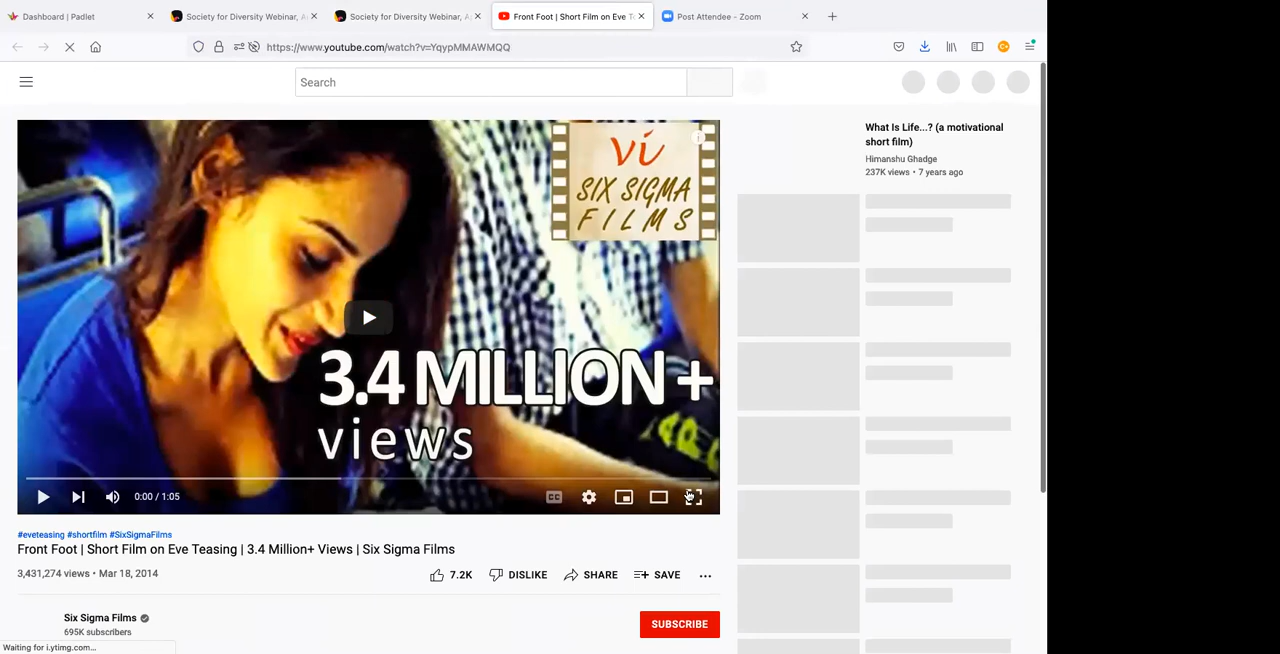 Dashboard | Padlet
Society for Diversity Webinar, A
Society for Diversity Webinar, A
Front Foot | Short Film on Eve T
Post Attendee - Zoom
https://www.youtube.com/watch?v=YqypMMAWMQQ
Search
vi
SIX SIGMA
FILMS
3.4 MILLION +
views
0:00 / 1:05
CC
#eveteasing #shortfilm #SixSigmaFilms
Front Foot | Short Film on Eve Teasing | 3.4 Million+ Views | Six Sigma Films
3,431,274 views • Mar 18, 2014
7.2K DISLIKE SHARE SAVE
Six Sigma Films
695K subscribers
SUBSCRIBE
Waiting for i.ytimg.com...
What Is Life...? (a motivational
short film)
Himanshu Ghadge
237K views • 7 years ago